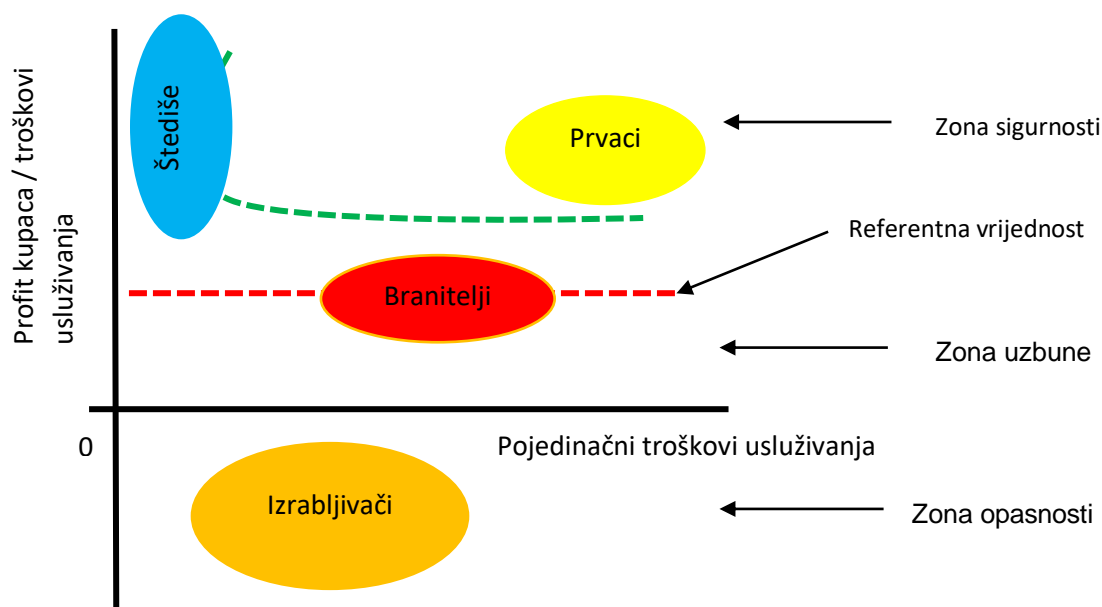 Profit kupaca / troškovi
usluživanja
Štediše
Prvaci
Zona sigurnosti
Referentna vrijednost
Branitelji
Zona uzbune
0
Pojedinačni troškovi usluživanja
Izrabljivači
Zona opasnosti